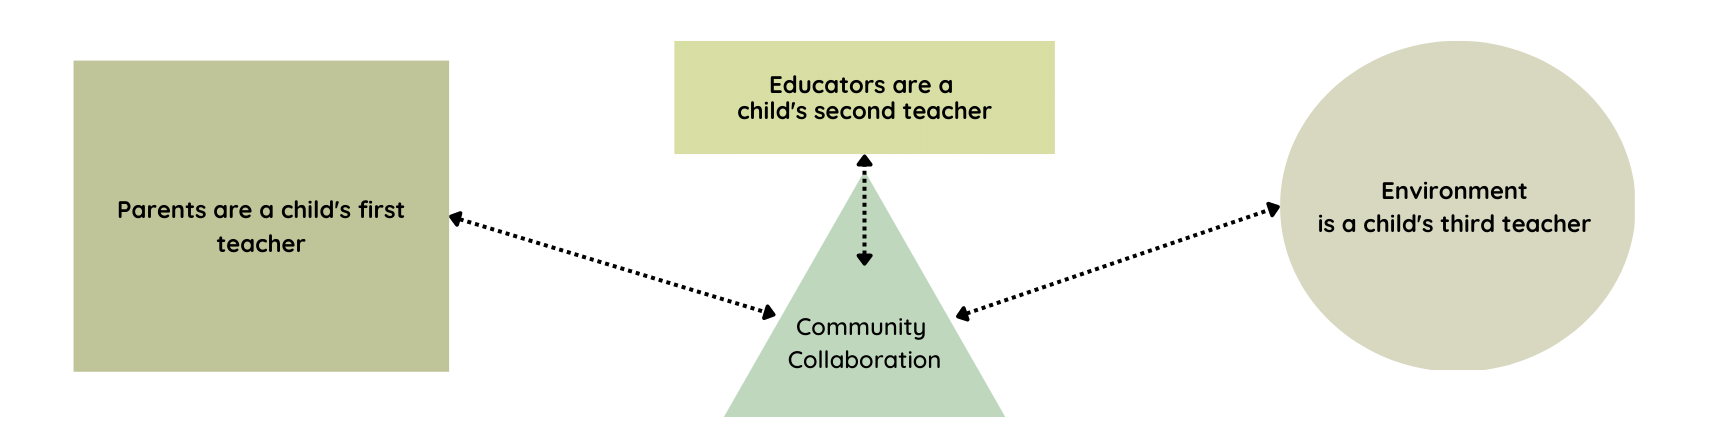 Parents are a child's first
teacher
Educators are a
child's second teacher
Environment
is a child's third teacher
Community
Collaboration